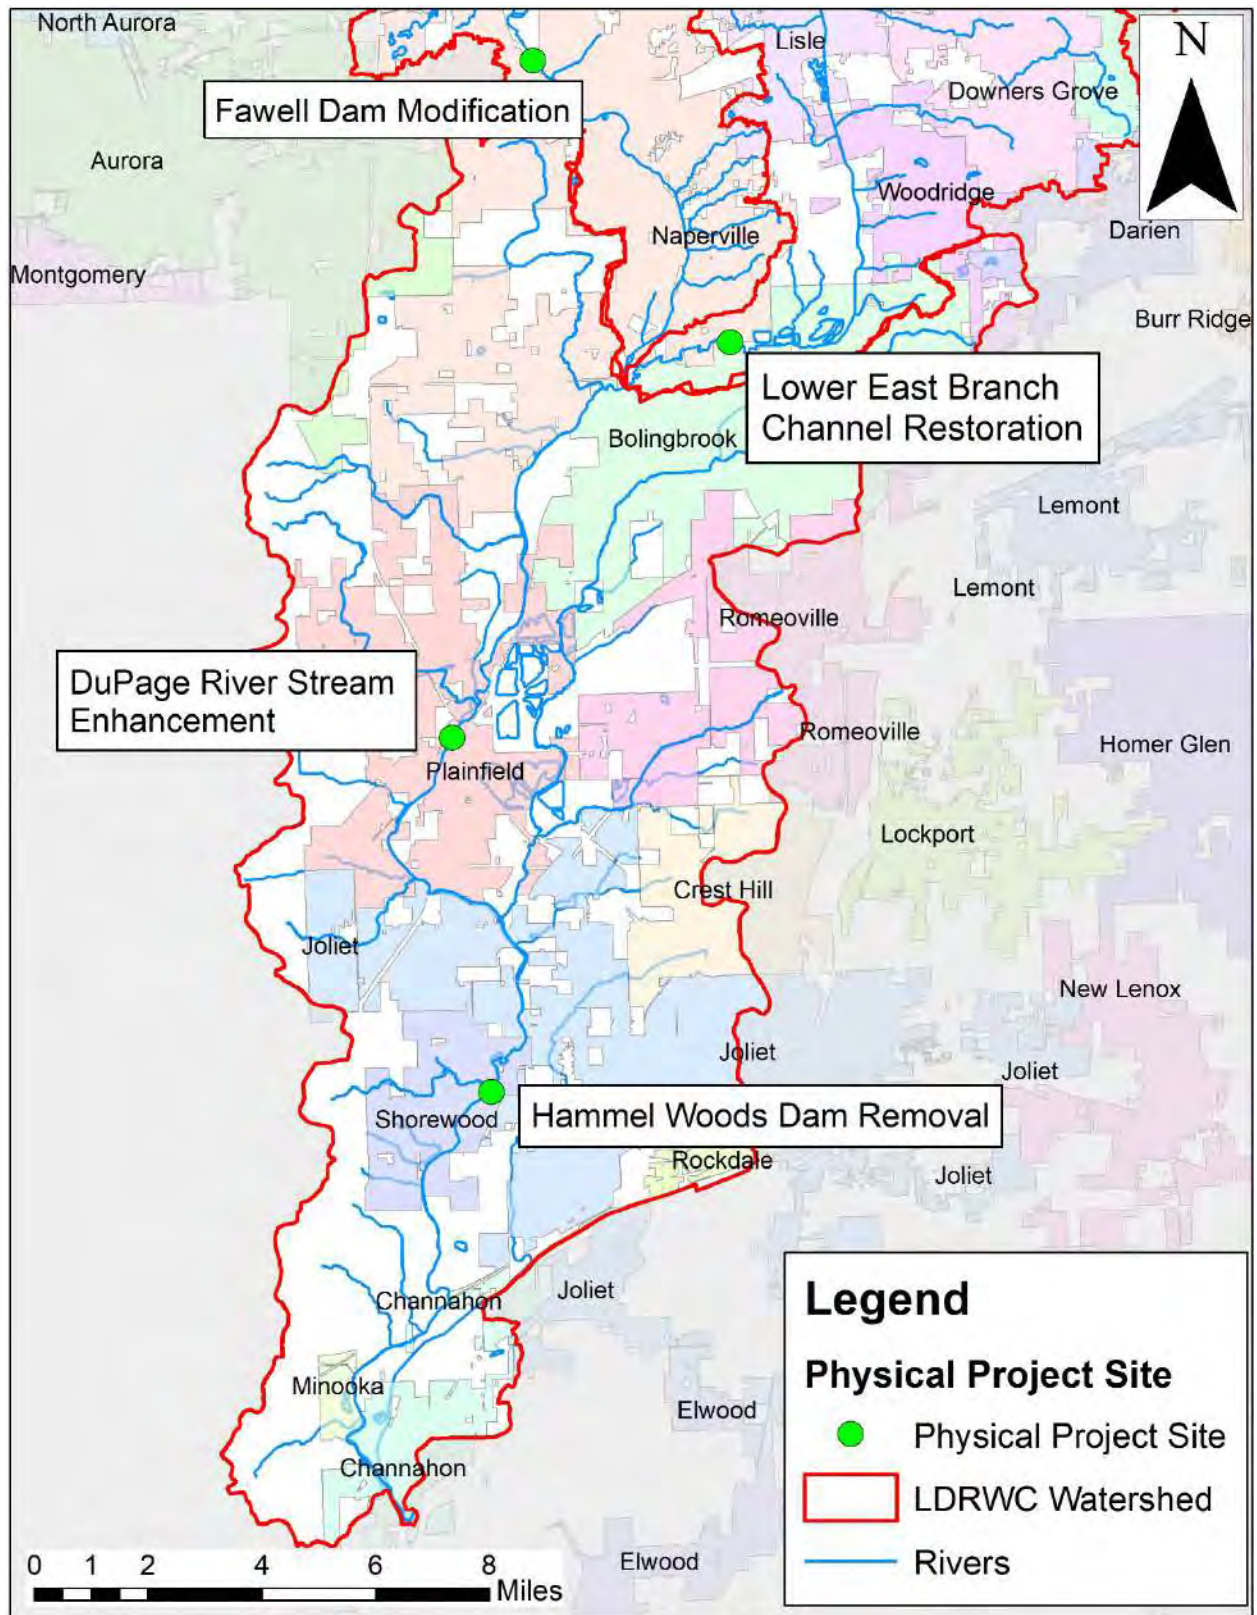 North Aurora
Lisle
N
Downers Grove
Fawell Dam Modification
Aurora
Woodridge
Darien
Naperville
Montgomery
Burr Ridge
Lower East Branch
Channel Restoration
Bolingbrook
Lemont
Lemont
Romeoville
DuPage River Stream
Enhancement
Romeoville
Homer Glen
Plainfield
Lockport
Crest Hill
Joliet
New Lenox
Joliet
Joliet
Shorewood
Hammel Woods Dam Removal
Rockdale
Joliet
Joliet
Channahon
Minooka
Elwood
Channahon
Elwood
Legend
Physical Project Site
Physical Project Site
LDRWC Watershed
Rivers
0 1 2 4 6 8
Miles